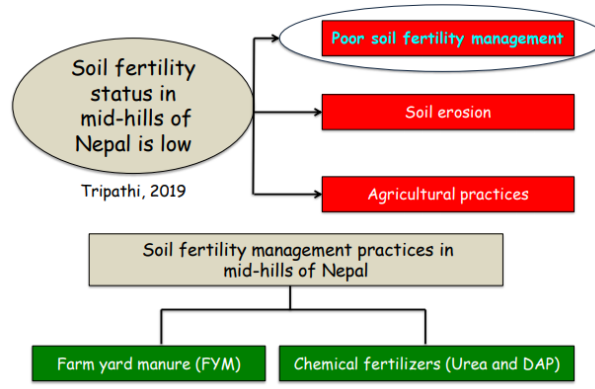 Soil fertility
status in
mid-hills of
Nepal is low
Tripathi, 2019
Poor soil fertility management
Soil erosion
Agricultural practices
Soil fertility management practices in
mid-hills of Nepal
Farm yard manure (FYM)
Chemical fertilizers (Urea and DAP)